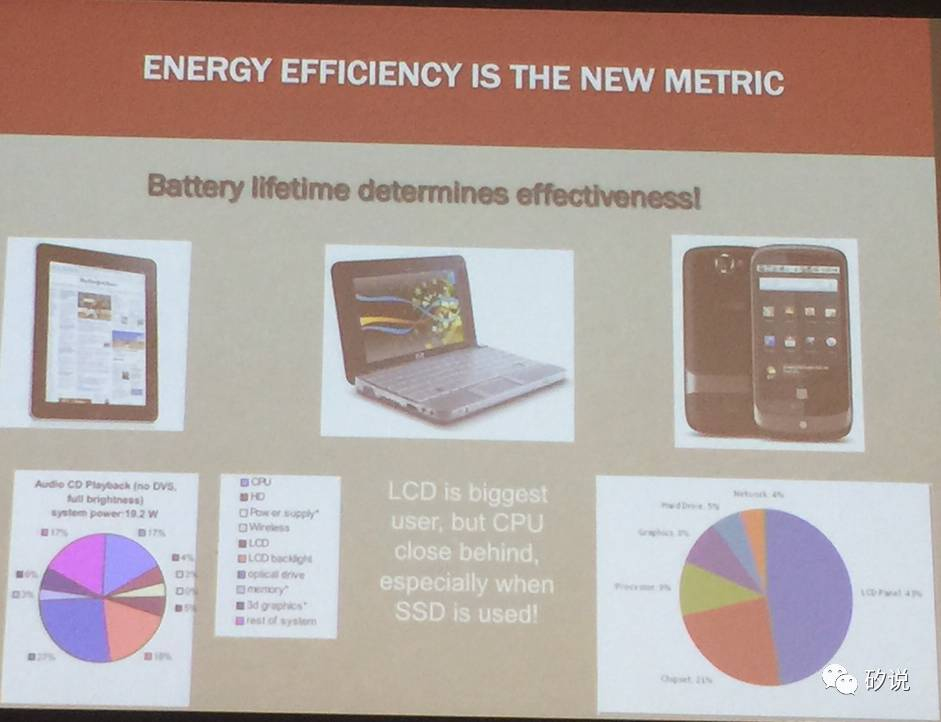 ENERGY EFFICIENCY IS THE NEW METRIC
Battery lifetime determines effectiveness!
Audio CD Playback (no DVS,
full brightness)
system power:19.2 W
17%
17%
4%
6%
3%
5%
18%
CPU
HD
Power supply*
Wireless
LCD
LCD backlight
optical drive
memory*
3d graphics*
rest of system
LCD is biggest
user, but CPU
close behind,
especially when
SSD is used!
Network: 4%
Hard Drive: 5%
Graphics: 8%
Processor: 9%
LCD Panel: 43%
Chipset: 21%
矽说